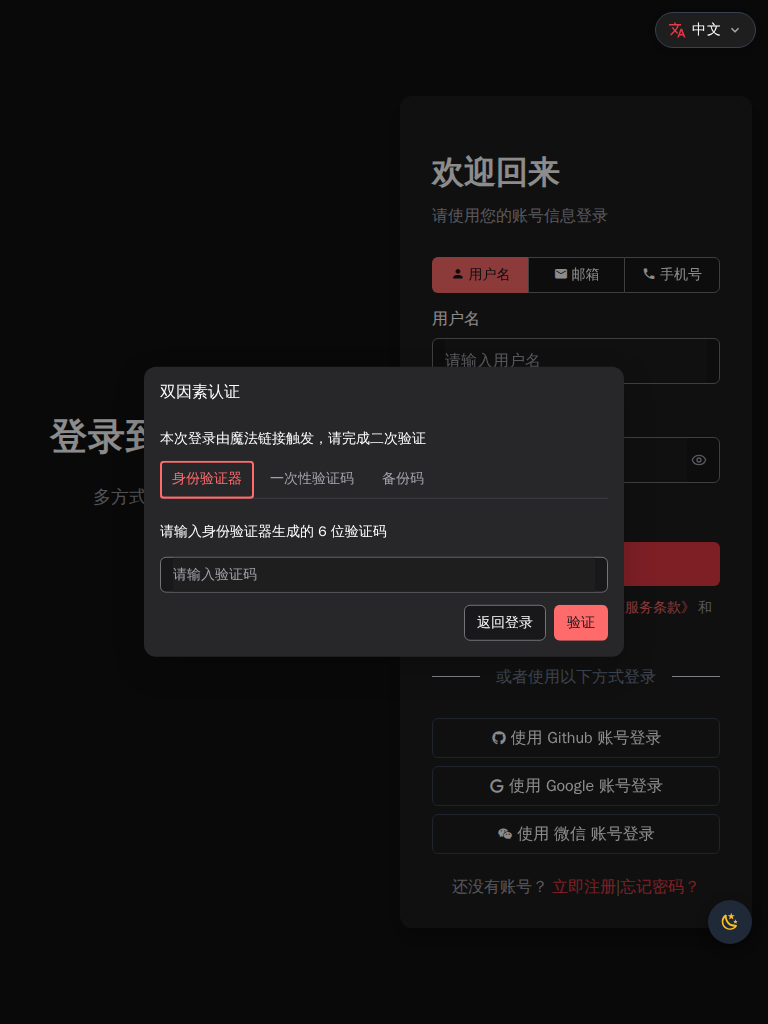 中文
欢迎回来
请使用您的账号信息登录
用户名
邮箱
手机号
用户名
请输入用户名
登录到
多方式
双因素认证
本次登录由魔法链接触发，请完成二次验证
身份验证器
一次性验证码
备份码
请输入身份验证器生成的 6 位验证码
请输入验证码
返回登录
验证
服务条款》 和
或者使用以下方式登录
使用 Github 账号登录
使用 Google 账号登录
使用 微信 账号登录
还没有账号？ 立即注册|忘记密码？